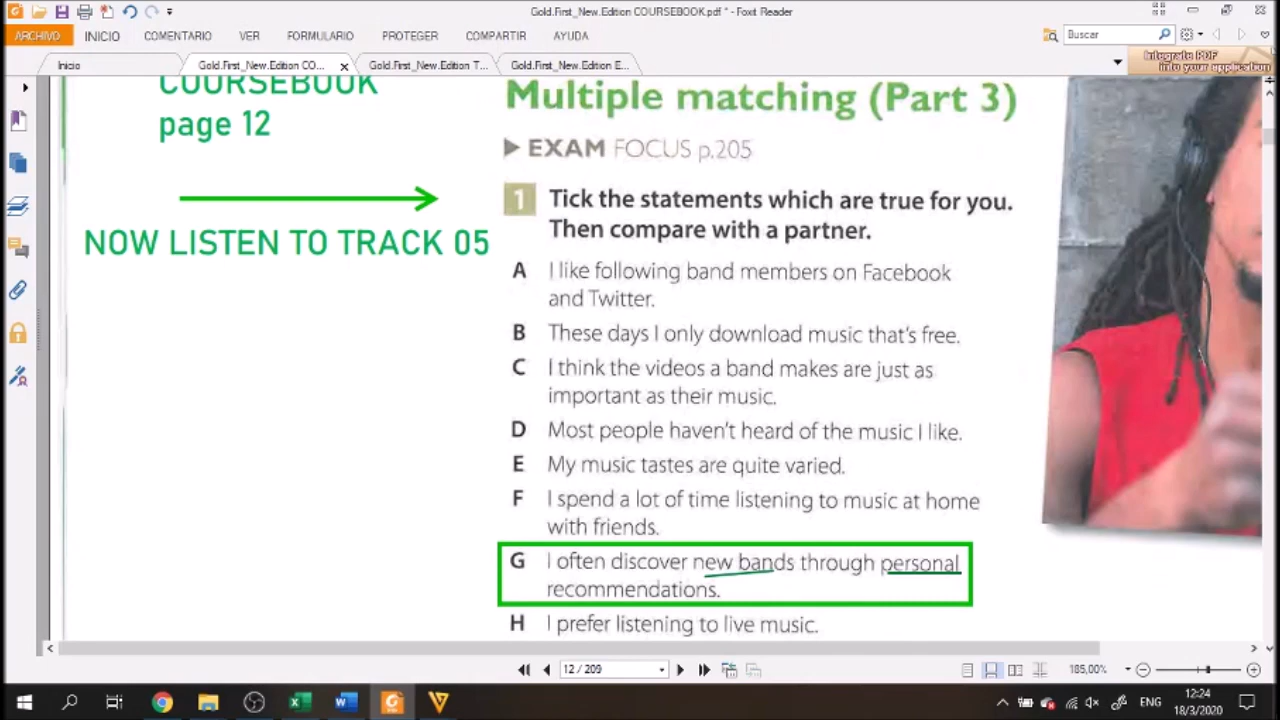 Gold.First_New.Edition COURSEBOOK.pdf * - Foxit Reader
ARCHIVO INICIO COMENTARIO VER FORMULARIO PROTEGER COMPARTIR AYUDA Buscar
Inicio Gold.First_New.Edition CO... Gold.First_New.Edition T... Gold.First_New.Edition E... Integrate PDF
into your application
COURSEBOOK
page 12
NOW LISTEN TO TRACK 05
Multiple matching (Part 3)
EXAM FOCUS p.205
1 Tick the statements which are true for you.
Then compare with a partner.
A I like following band members on Facebook
and Twitter.
B These days I only download music that's free.
C I think the videos a band makes are just as
important as their music.
D Most people haven't heard of the music I like.
E My music tastes are quite varied.
F I spend a lot of time listening to music at home
with friends.
G I often discover new bands through personal
recommendations.
H I prefer listening to live music.
12 / 209 185,00%
ENG 12:24
18/3/2020